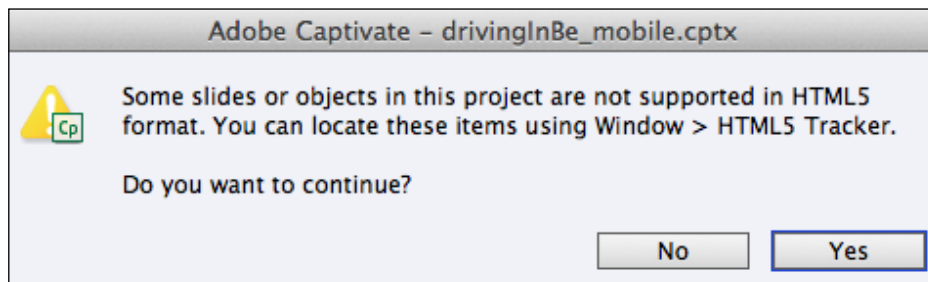 Adobe Captivate – drivingInBe_mobile.cptx
Some slides or objects in this project are not supported in HTML5
format. You can locate these items using Window > HTML5 Tracker.
Cp
Do you want to continue?
No Yes